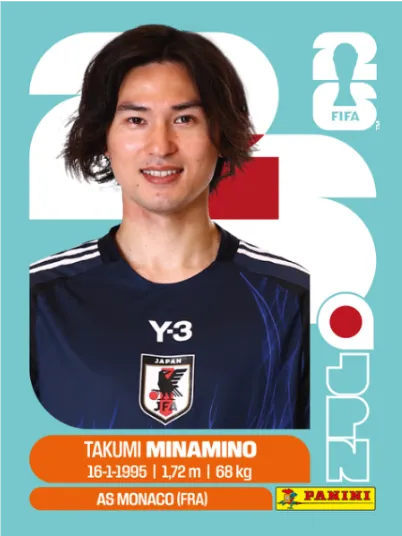 26
FIFA
Y-3
JAPAN
JFA
JPN
TAKUMI MINAMINO
16-1-1995 | 1,72 m | 68 kg
AS MONACO (FRA)
PANINI